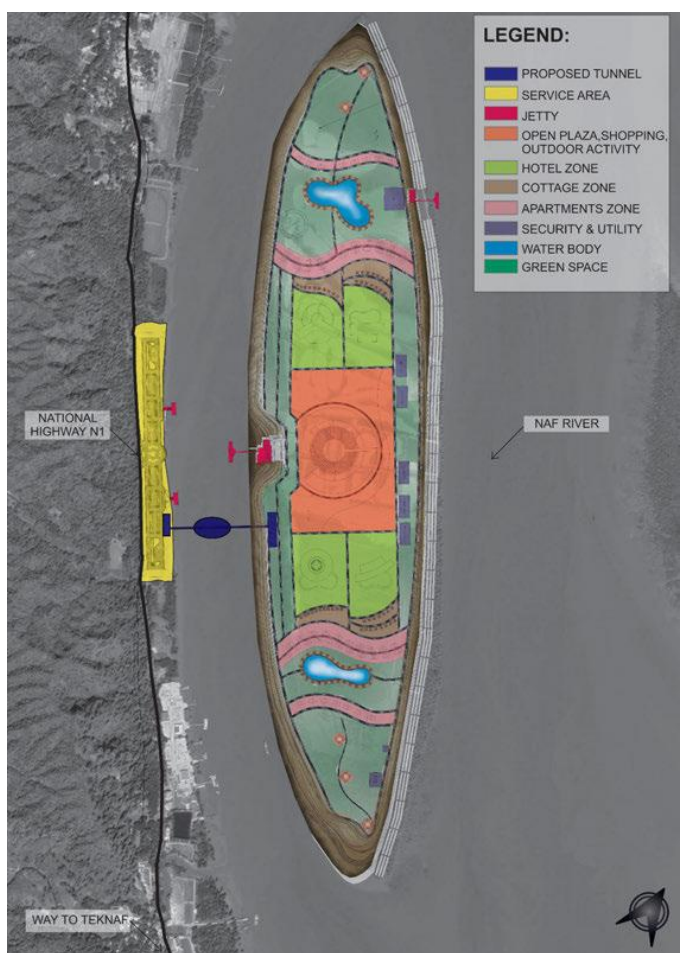 LEGEND:
PROPOSED TUNNEL
SERVICE AREA
JETTY
OPEN PLAZA,SHOPPING,
OUTDOOR ACTIVITY
HOTEL ZONE
COTTAGE ZONE
APARTMENTS ZONE
SECURITY & UTILITY
WATER BODY
GREEN SPACE
NATIONAL
HIGHWAY N1
NAF RIVER
WAY TO TEKNAF